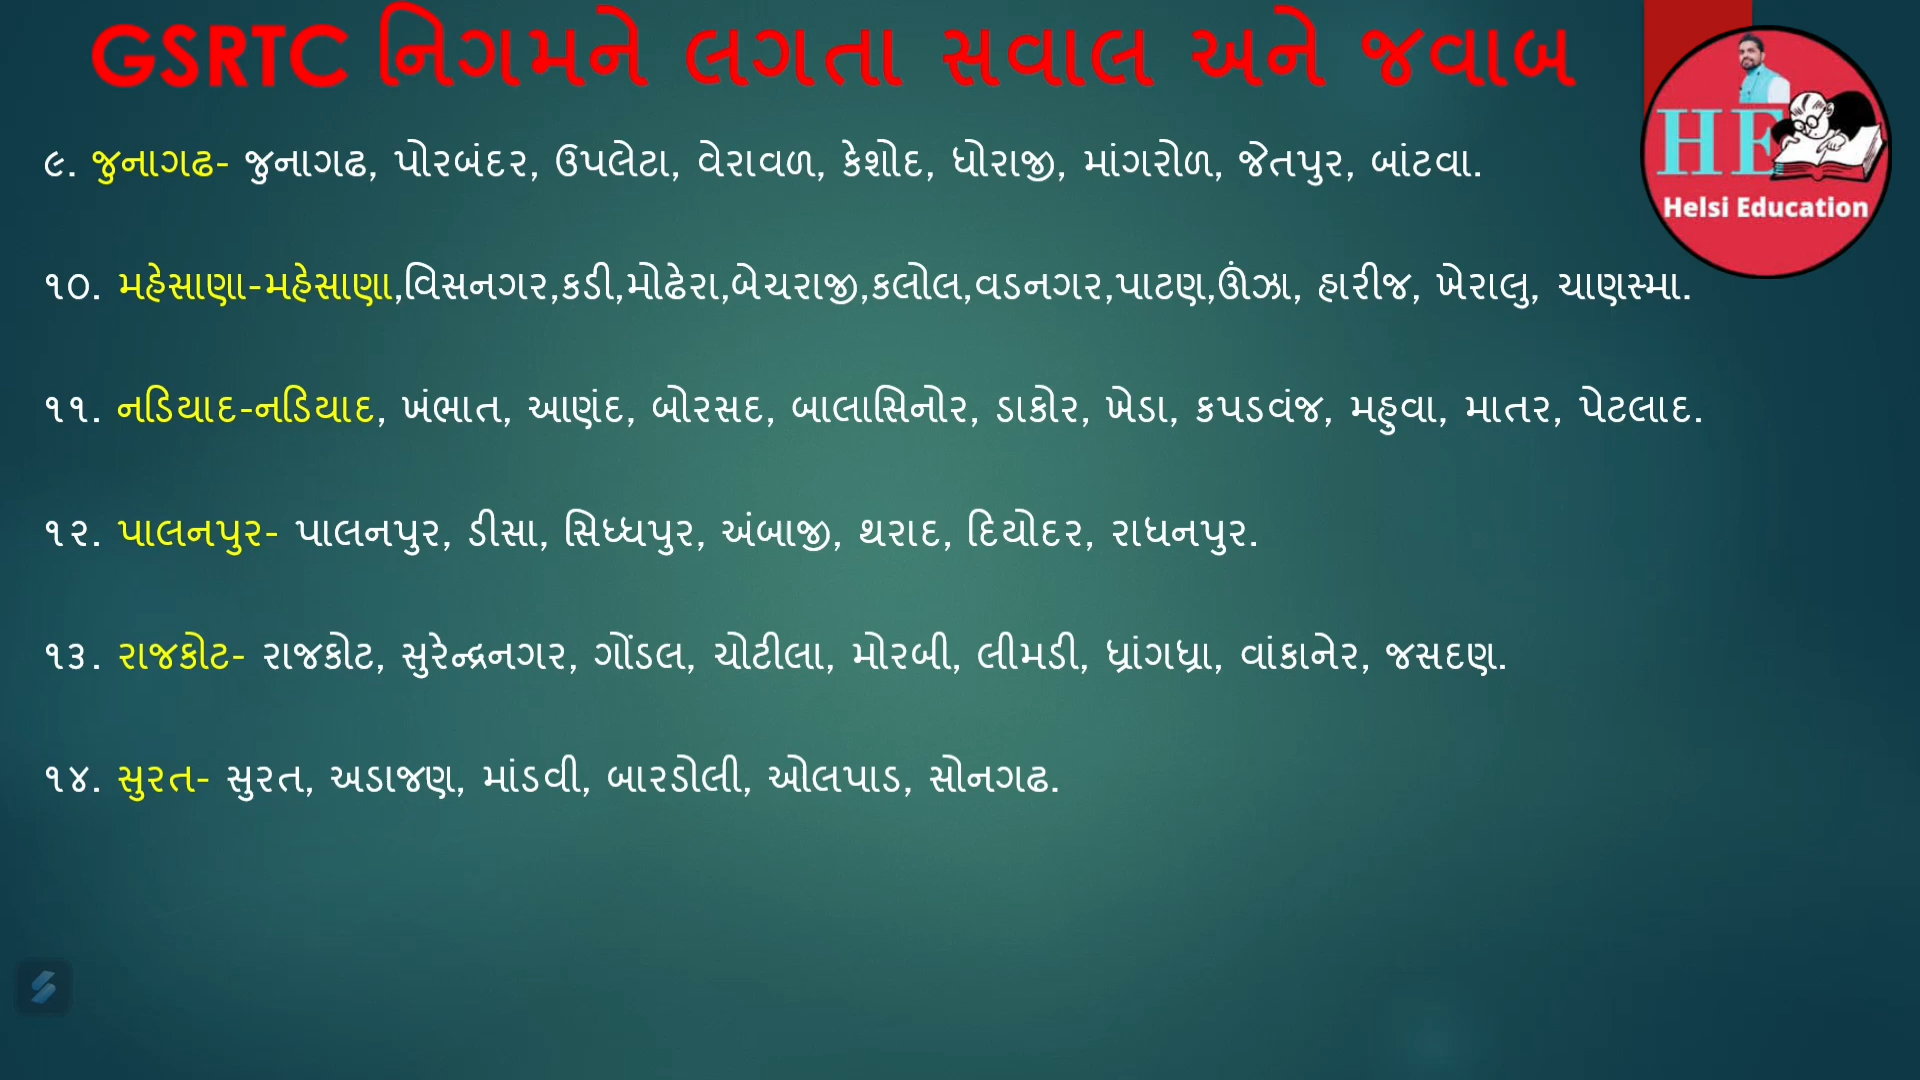 GSRTC નિગમને લગતા સવાલ અને જવાબ
HE
Helsi Education
૯. જુનાગઢ- જુનાગઢ, પોરબંદર, ઉપલેટા, વેરાવળ, કેશોદ, ધોરાજી, માંગરોળ, જેતપુર, બાંટવા.
૧૦. મહેસાણા-મહેસાણા,વિસનગર,કડી,મોઢેરા,બેચરાજી,કલોલ,વડનગર,પાટણ,ઊંઝા, હારીજ, ખેરાલુ, ચાણસ્મા.
૧૧. નડિયાદ-નડિયાદ, ખંભાત, આણંદ, બોરસદ, બાલાસિનોર, ડાકોર, ખેડા, કપડવંજ, મહુવા, માતર, પેટલાદ.
૧૨. પાલનપુર- પાલનપુર, ડીસા, સિધ્ધપુર, અંબાજી, થરાદ, દિયોદર, રાધનપુર.
૧૩. રાજકોટ- રાજકોટ, સુરેન્દ્રનગર, ગોંડલ, ચોટીલા, મોરબી, લીમડી, ધ્રાંગધ્રા, વાંકાનેર, જસદણ.
૧૪. સુરત- સુરત, અડાજણ, માંડવી, બારડોલી, ઓલપાડ, સોનગઢ.